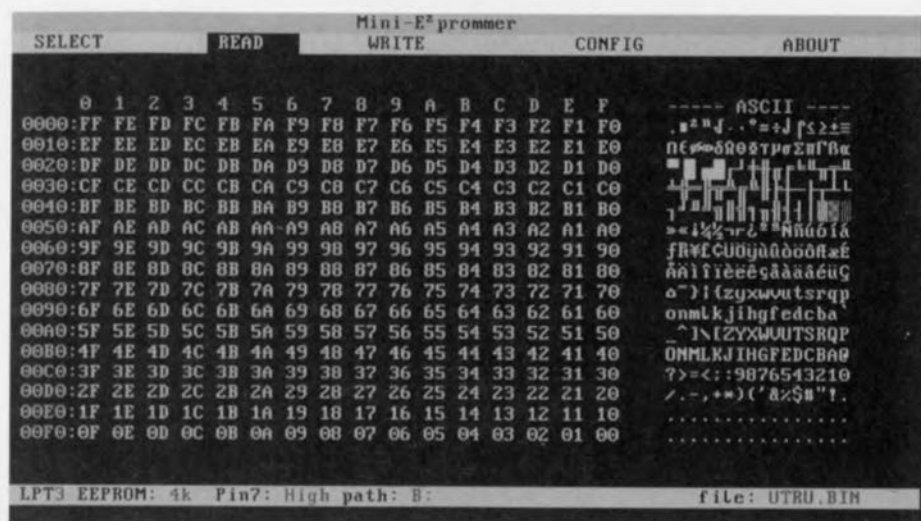 Mini-E² prommer
SELECT READ WRITE CONFIG ABOUT
0 1 2 3 4 5 6 7 8 9 A B C D E F ----- ASCII -----
0000:FF FE FD FC FB FA F9 F8 F7 F6 F5 F4 F3 F2 F1 F0
0010:EF EE ED EC EB EA E9 E8 E7 E6 E5 E4 E3 E2 E1 E0
0020:DF DE DD DC DB DA D9 D8 D7 D6 D5 D4 D3 D2 D1 D0
0030:CF CE CD CC CB CA C9 C8 C7 C6 C5 C4 C3 C2 C1 C0
0040:BF BE BD BC BB BA B9 B8 B7 B6 B5 B4 B3 B2 B1 B0
0050:AF AE AD AC AB AA A9 A8 A7 A6 A5 A4 A3 A2 A1 A0
0060:9F 9E 9D 9C 9B 9A 99 98 97 96 95 94 93 92 91 90
0070:8F 8E 8D 8C 8B 8A 89 88 87 86 85 84 83 82 81 80
0080:7F 7E 7D 7C 7B 7A 79 78 77 76 75 74 73 72 71 70 ⌂~}|{zyxwvutsrqp
0090:6F 6E 6D 6C 6B 6A 69 68 67 66 65 64 63 62 61 60 onmlkjihgfedcba`
00A0:5F 5E 5D 5C 5B 5A 59 58 57 56 55 54 53 52 51 50 _^]\[ZYXWVUTSRQP
00B0:4F 4E 4D 4C 4B 4A 49 48 47 46 45 44 43 42 41 40 ONMLKJIHGFEDCBA@
00C0:3F 3E 3D 3C 3B 3A 39 38 37 36 35 34 33 32 31 30 ?>=<;:9876543210
00D0:2F 2E 2D 2C 2B 2A 29 28 27 26 25 24 23 22 21 20 /.-,+*)('&%$#"!.
00E0:1F 1E 1D 1C 1B 1A 19 18 17 16 15 14 13 12 11 10 ................
00F0:0F 0E 0D 0C 0B 0A 09 08 07 06 05 04 03 02 01 00 ................
LPT3 EEPROM: 4k Pin7: High path: B: file: UTRU.BIN